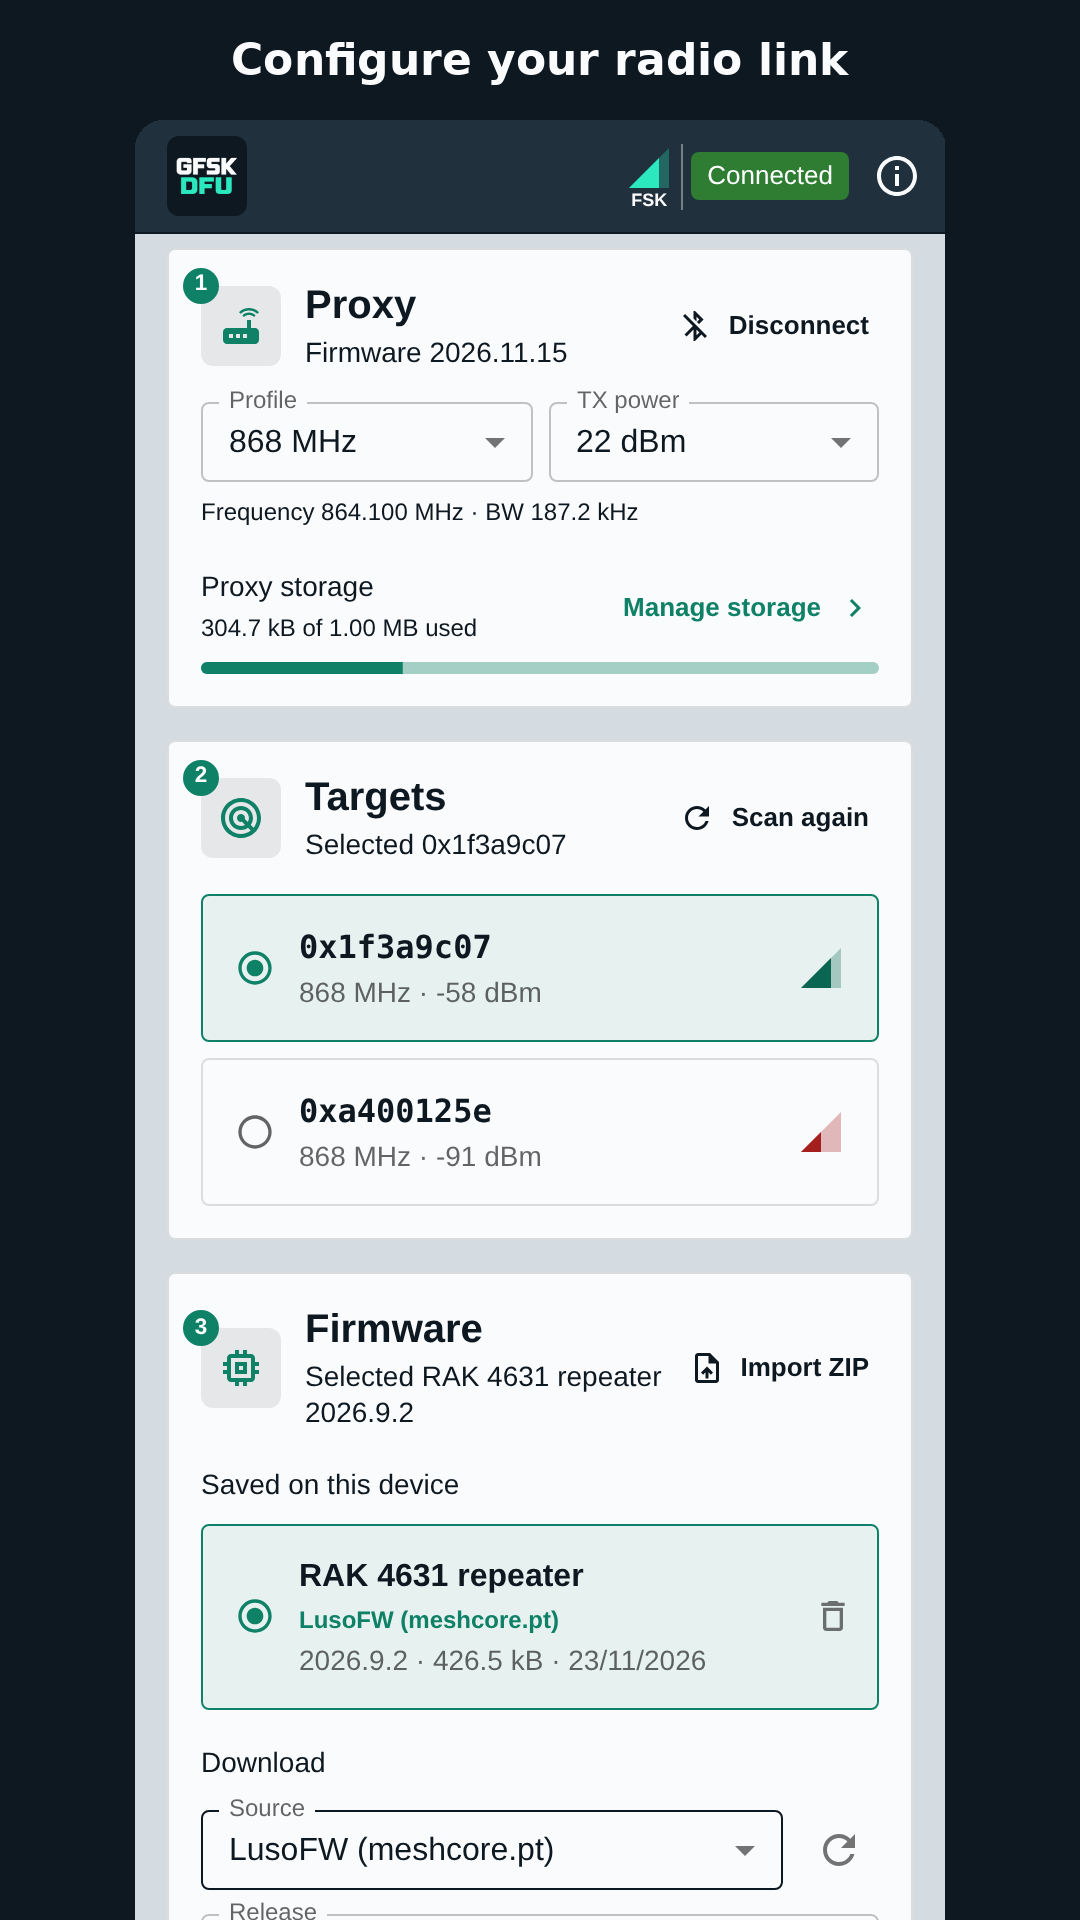 Configure your radio link
GFSK
DFU
FSK
Connected
1
Proxy
Firmware 2026.11.15
Disconnect
Profile
868 MHz
TX power
22 dBm
Frequency 864.100 MHz · BW 187.2 kHz
Proxy storage
304.7 kB of 1.00 MB used
Manage storage
2
Targets
Selected 0x1f3a9c07
Scan again
0x1f3a9c07
868 MHz · -58 dBm
0xa400125e
868 MHz · -91 dBm
3
Firmware
Selected RAK 4631 repeater
2026.9.2
Import ZIP
Saved on this device
RAK 4631 repeater
LusoFW (meshcore.pt)
2026.9.2 · 426.5 kB · 23/11/2026
Download
Source
LusoFW (meshcore.pt)
Release